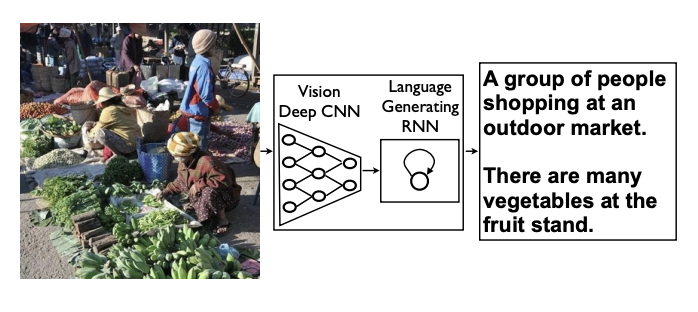 Vision
Deep CNN
Language
Generating
RNN
A group of people
shopping at an
outdoor market.
There are many
vegetables at the
fruit stand.